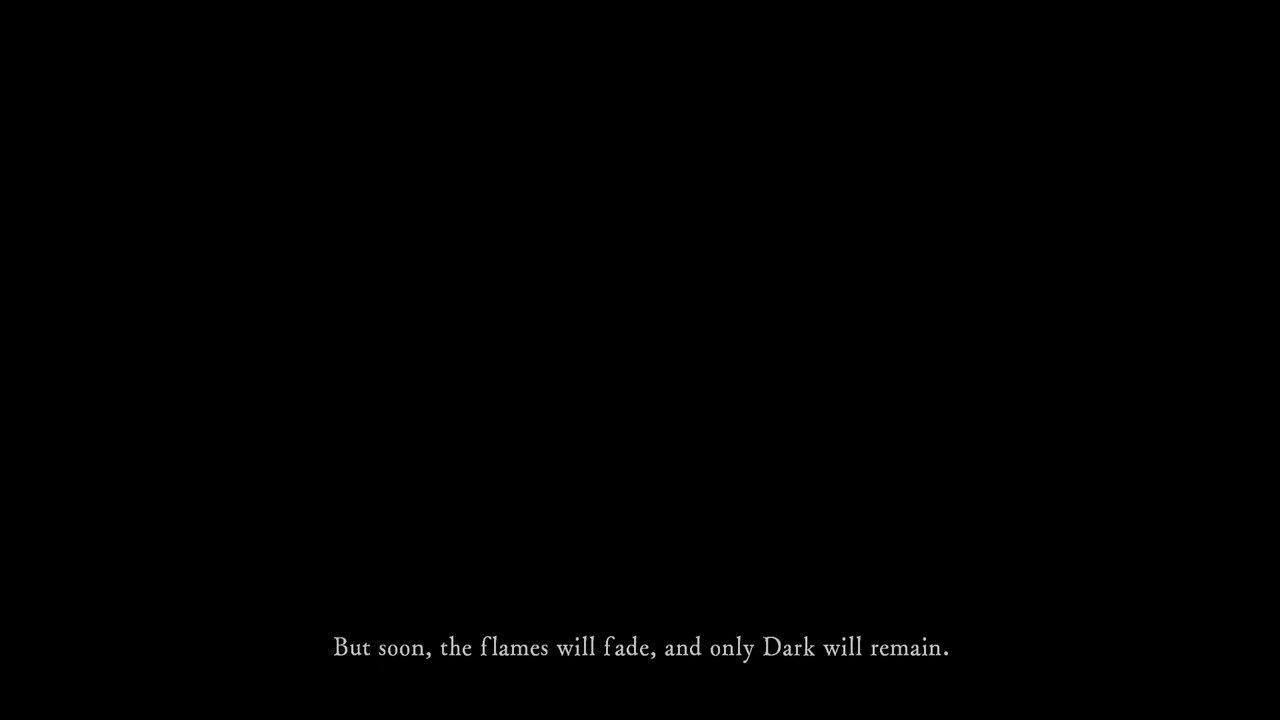 But soon, the flames will fade, and only Dark will remain.